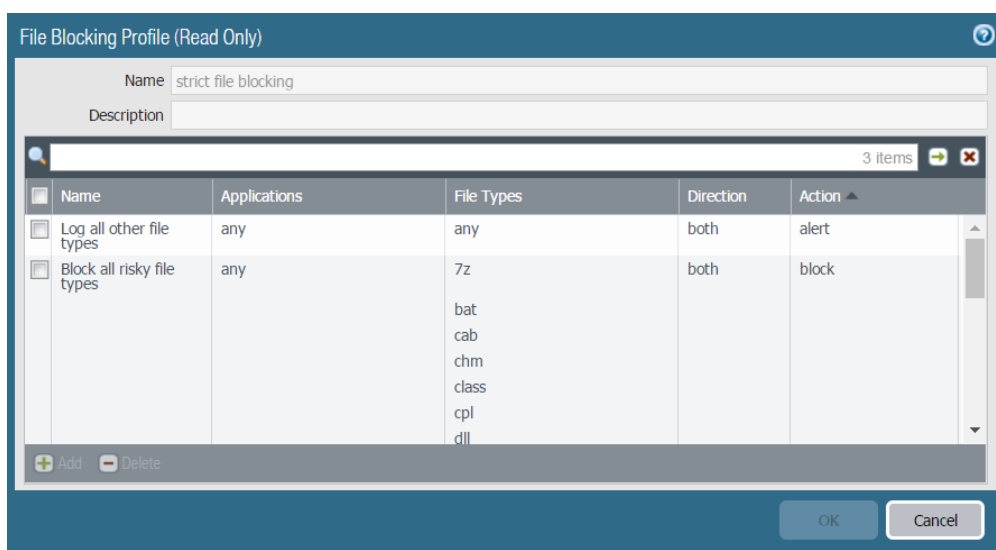 File Blocking Profile (Read Only)
Name strict file blocking
Description
3 items
Name Applications File Types Direction Action
Log all other file types any any both alert
Block all risky file types any 7z both block
bat
cab
chm
class
cpl
dll
Add Delete
OK Cancel